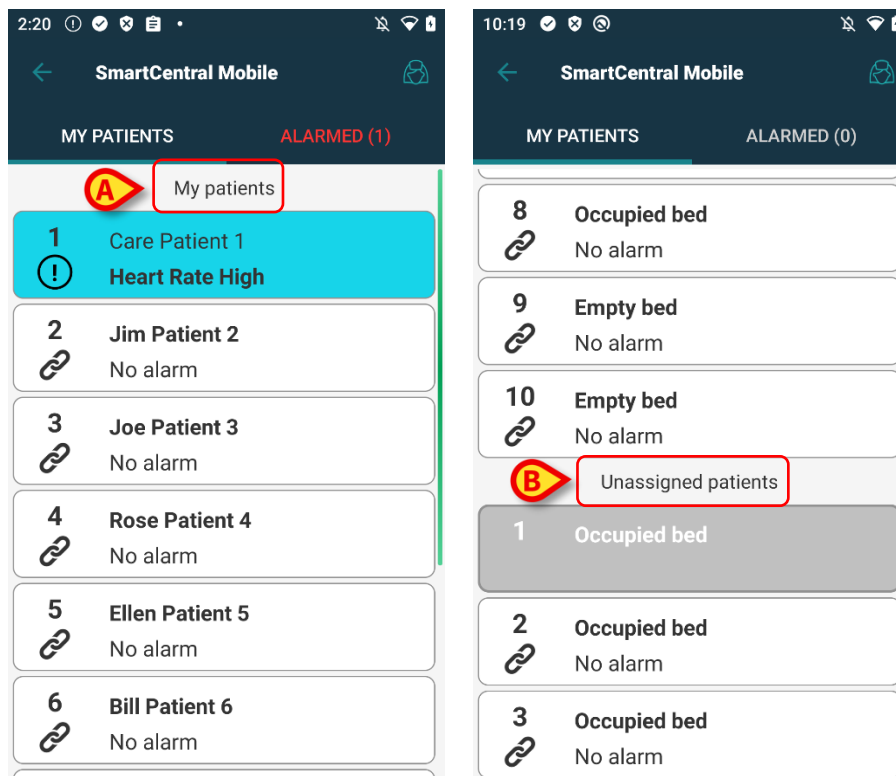 2:20
SmartCentral Mobile
MY PATIENTS
ALARMED (1)
A
My patients
1
Care Patient 1
Heart Rate High
2
Jim Patient 2
No alarm
3
Joe Patient 3
No alarm
4
Rose Patient 4
No alarm
5
Ellen Patient 5
No alarm
6
Bill Patient 6
No alarm
10:19
SmartCentral Mobile
MY PATIENTS
ALARMED (0)
8
Occupied bed
No alarm
9
Empty bed
No alarm
10
Empty bed
No alarm
B
Unassigned patients
1
Occupied bed
2
Occupied bed
No alarm
3
Occupied bed
No alarm